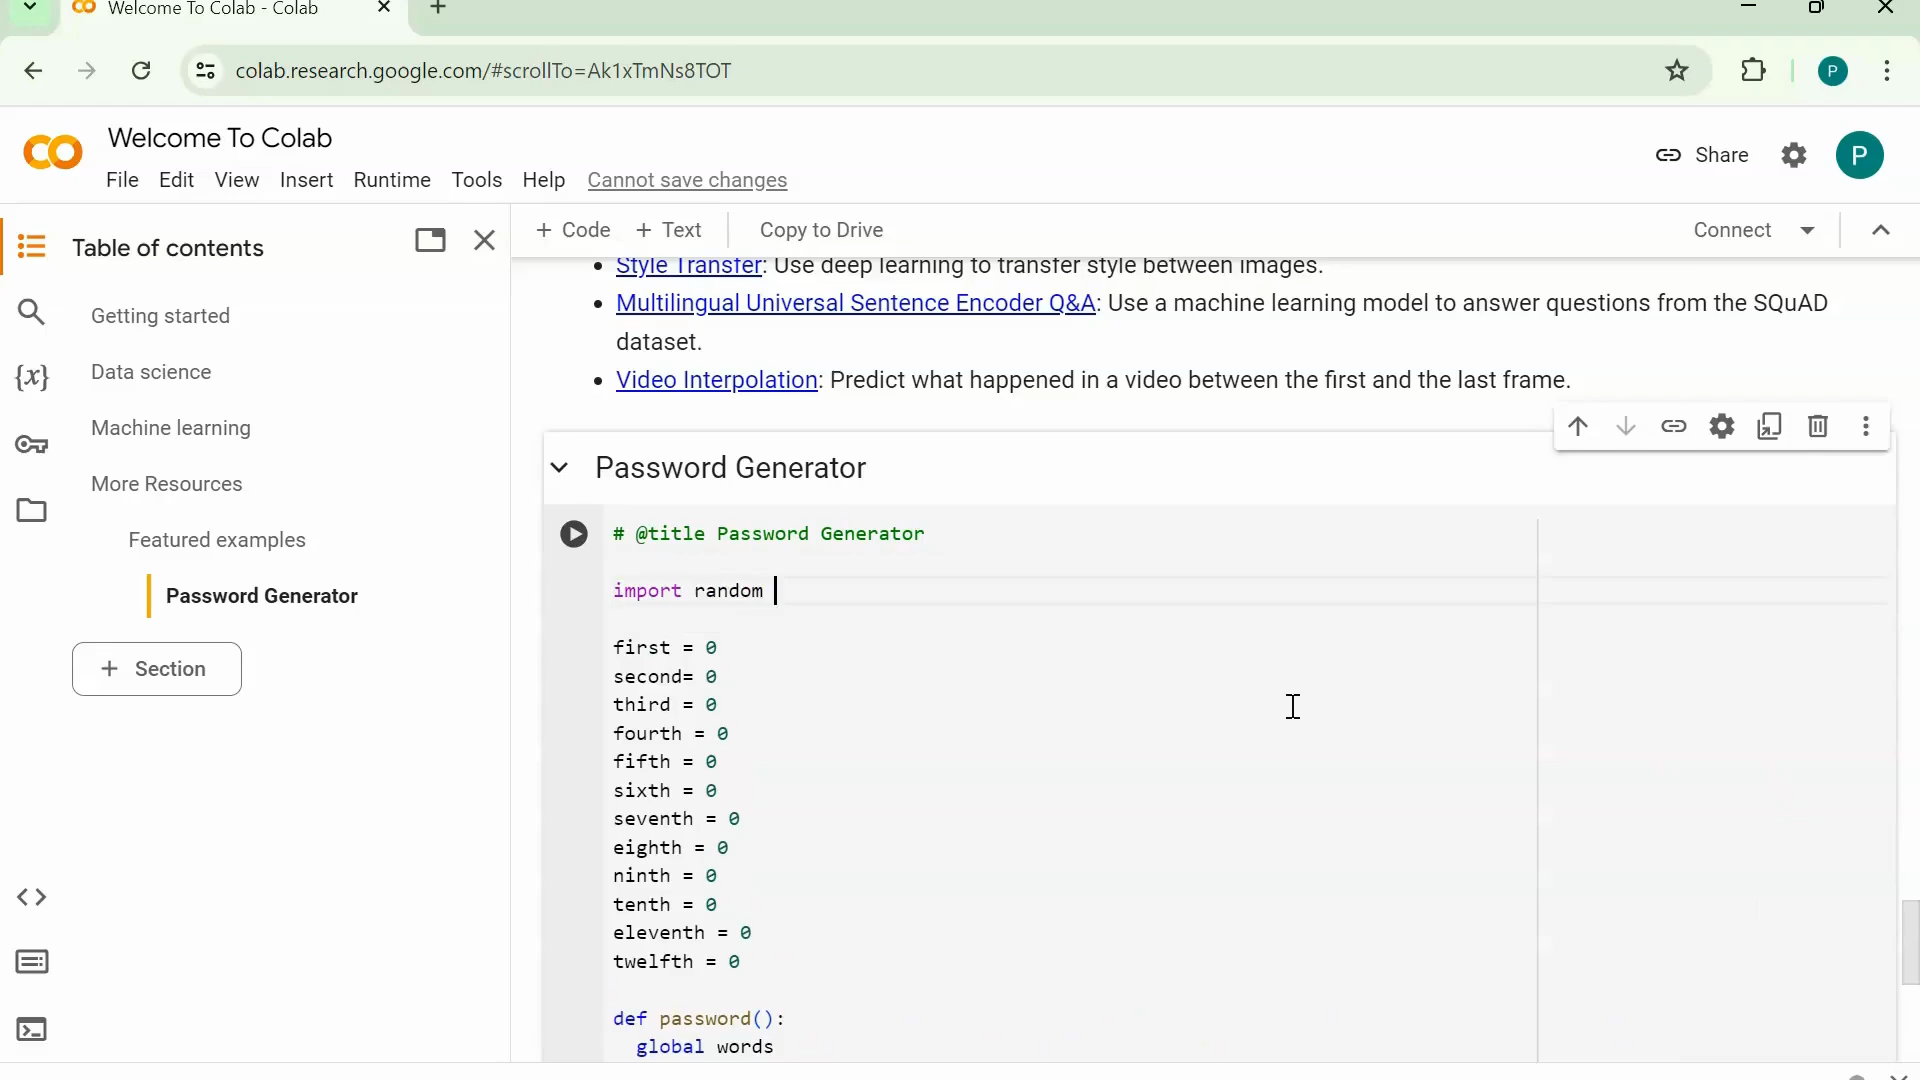 Welcome To Colab - Colab
colab.research.google.com/#scrollTo=Ak1xTmNs8TOT
P
Welcome To Colab
File Edit View Insert Runtime Tools Help Cannot save changes
Share
P
Table of contents
+ Code + Text Copy to Drive
Connect
Getting started
Data science
Machine learning
More Resources
Featured examples
Password Generator
+ Section
Style Transfer: Use deep learning to transfer style between images.
Multilingual Universal Sentence Encoder Q&A: Use a machine learning model to answer questions from the SQuAD
dataset.
Video Interpolation: Predict what happened in a video between the first and the last frame.
Password Generator
# @title Password Generator
import random
first = 0
second= 0
third = 0
fourth = 0
fifth = 0
sixth = 0
seventh = 0
eighth = 0
ninth = 0
tenth = 0
eleventh = 0
twelfth = 0
def password():
global words